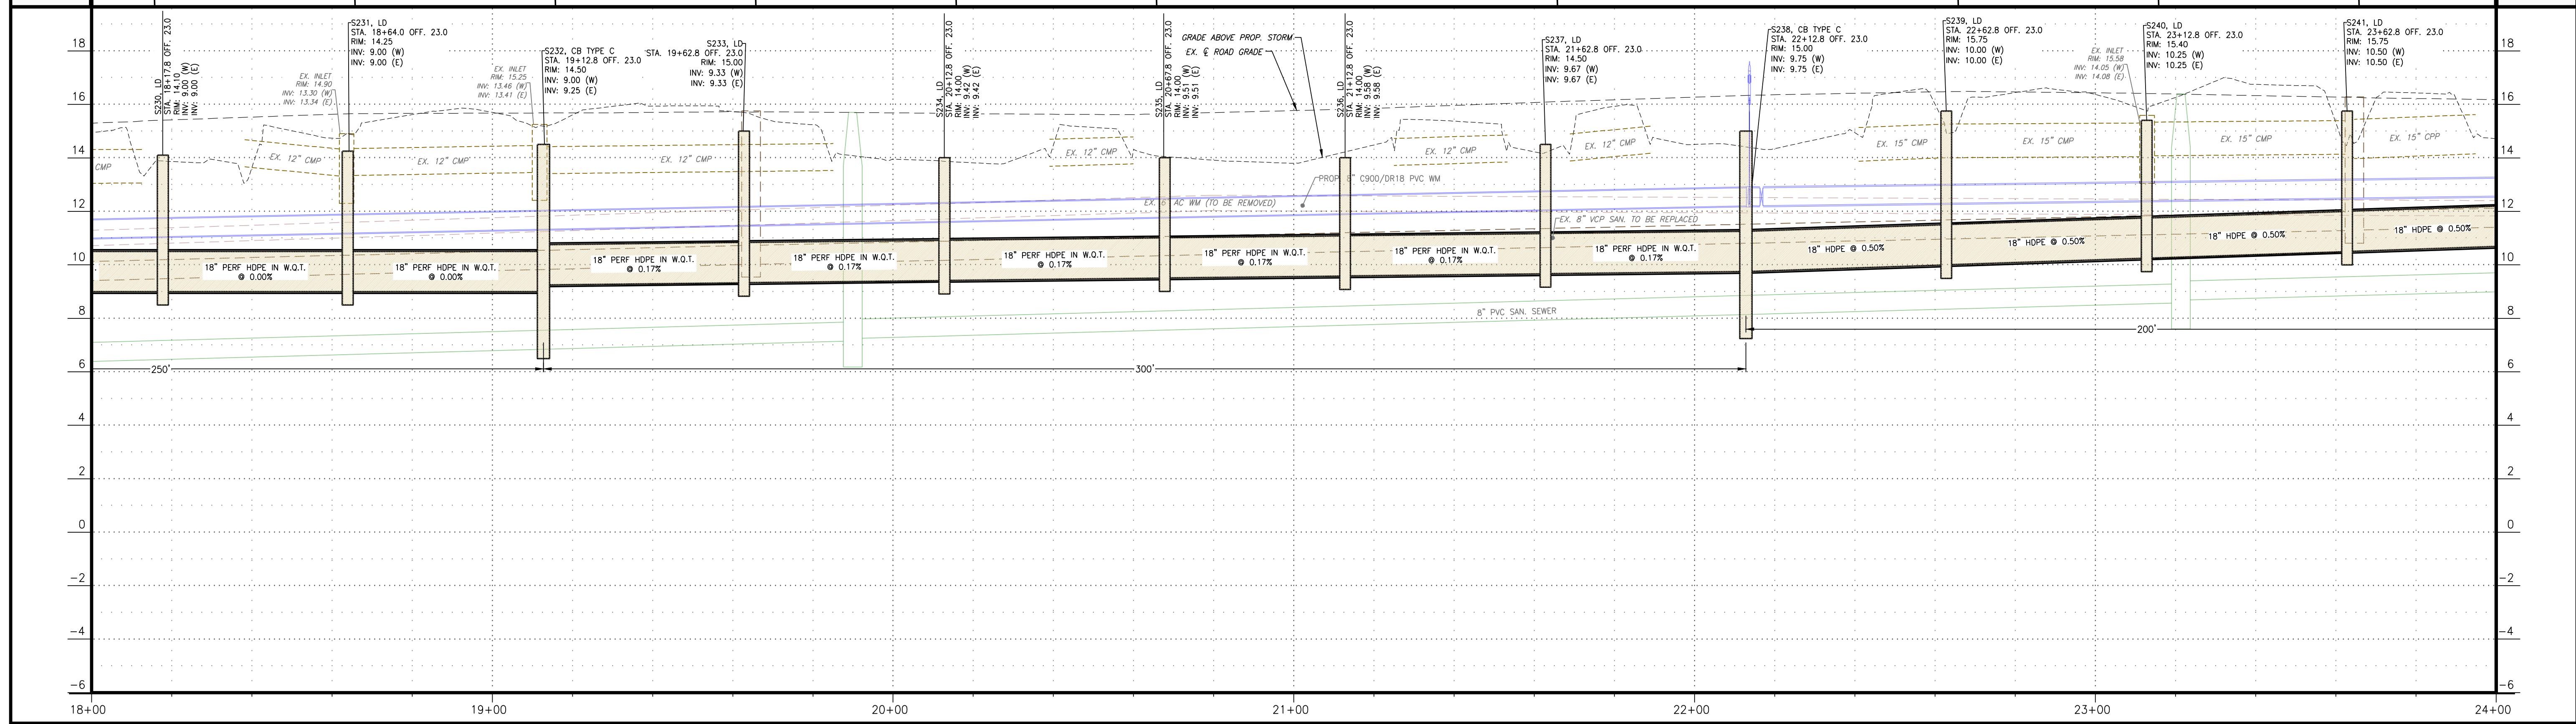 S230, LD
STA. 18+17.8 OFF. 23.0
RIM: 14.10
INV: 9.00 (W)
INV: 9.00 (E)
EX. INLET
RIM: 14.90
INV: 13.30 (W)
INV: 13.34 (E)
S231, LD
STA. 18+64.0 OFF. 23.0
RIM: 14.25
INV: 9.00 (W)
INV: 9.00 (E)
EX. INLET
RIM: 15.25
INV: 13.46 (W)
INV: 13.41 (E)
S232, CB TYPE C
STA. 19+12.8 OFF. 23.0
RIM: 14.50
INV: 9.00 (W)
INV: 9.25 (E)
S233, LD
STA. 19+62.8 OFF. 23.0
RIM: 15.00
INV: 9.33 (W)
INV: 9.33 (E)
S234, LD
STA. 20+12.8 OFF. 23.0
RIM: 14.00
INV: 9.42 (W)
INV: 9.42 (E)
S235, LD
STA. 20+67.8 OFF. 23.0
RIM: 14.00
INV: 9.51 (W)
INV: 9.51 (E)
GRADE ABOVE PROP. STORM
EX. ℄ ROAD GRADE
S236, LD
STA. 21+12.8 OFF. 23.0
RIM: 14.00
INV: 9.58 (W)
INV: 9.58 (E)
S237, LD
STA. 21+62.8 OFF. 23.0
RIM: 14.50
INV: 9.67 (W)
INV: 9.67 (E)
S238, CB TYPE C
STA. 22+12.8 OFF. 23.0
RIM: 15.00
INV: 9.75 (W)
INV: 9.75 (E)
S239, LD
STA. 22+62.8 OFF. 23.0
RIM: 15.75
INV: 10.00 (W)
INV: 10.00 (E)
EX. INLET
RIM: 15.58
INV: 14.05 (W)
INV: 14.08 (E)
S240, LD
STA. 23+12.8 OFF. 23.0
RIM: 15.40
INV: 10.25 (W)
INV: 10.25 (E)
S241, LD
STA. 23+62.8 OFF. 23.0
RIM: 15.75
INV: 10.50 (W)
INV: 10.50 (E)
18 18
16 16
14 14
12 12
10 10
8 8
6 6
4 4
2 2
0 0
-2 -2
-4 -4
-6 -6
CMP
EX. 12" CMP
EX. 12" CMP
EX. 12" CMP
EX. 12" CMP
EX. 12" CMP
EX. 12" CMP
EX. 15" CMP
EX. 15" CMP
EX. 15" CMP
EX. 15" CPP
PROP. 8" C900/DR18 PVC WM
EX. 6" AC WM (TO BE REMOVED)
EX. 8" VCP SAN. TO BE REPLACED
18" PERF HDPE IN W.Q.T.
@ 0.00%
18" PERF HDPE IN W.Q.T.
@ 0.00%
18" PERF HDPE IN W.Q.T.
@ 0.17%
18" PERF HDPE IN W.Q.T.
@ 0.17%
18" PERF HDPE IN W.Q.T.
@ 0.17%
18" PERF HDPE IN W.Q.T.
@ 0.17%
18" PERF HDPE IN W.Q.T.
@ 0.17%
18" PERF HDPE IN W.Q.T.
@ 0.17%
18" HDPE @ 0.50%
18" HDPE @ 0.50%
18" HDPE @ 0.50%
18" HDPE @ 0.50%
8" PVC SAN. SEWER
250'
300'
200'
18+00 19+00 20+00 21+00 22+00 23+00 24+00